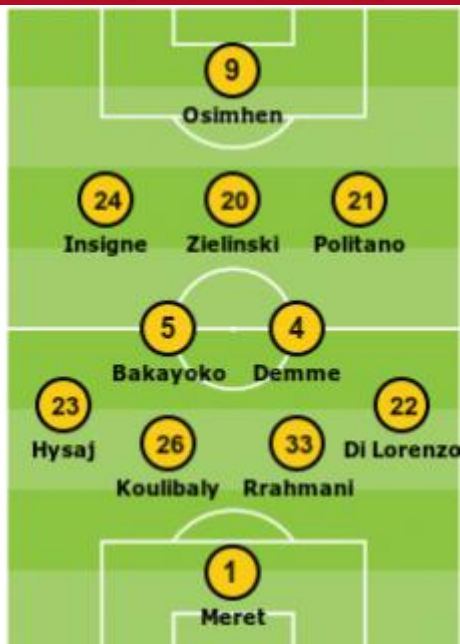 9
Osimhen
24 20 21
Insigne Zielinski Politano
5 4
Bakayoko Demme
23 22
Hysaj Di Lorenzo
26 33
Koulibaly Rrahmani
1
Meret